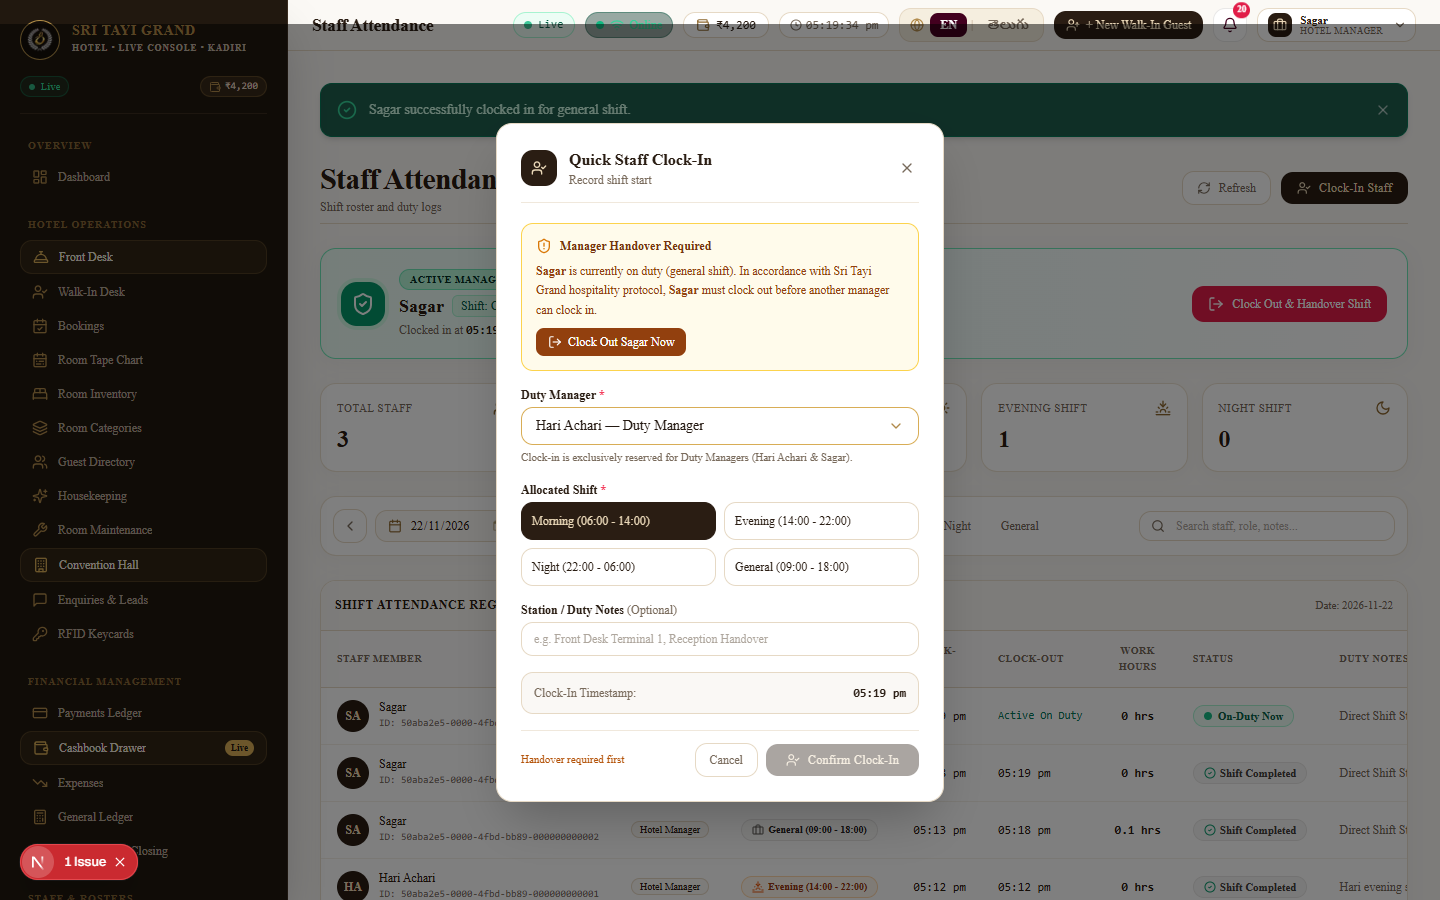 SRI TAYI GRAND
HOTEL • LIVE CONSOLE • KADIRI
Live
₹4,200
OVERVIEW
Dashboard
HOTEL OPERATIONS
Front Desk
Walk-In Desk
Bookings
Room Tape Chart
Room Inventory
Room Categories
Guest Directory
Housekeeping
Room Maintenance
Convention Hall
Enquiries & Leads
RFID Keycards
FINANCIAL MANAGEMENT
Payments Ledger
Cashbook Drawer
Live
Expenses
General Ledger
Closing
1 Issue
STAFF & ROSTERS
Staff Attendance
Live
₹4,200
05:19:34 pm
EN
తెలుగు
+ New Walk-In Guest
20
Sagar
HOTEL MANAGER
Sagar successfully clocked in for general shift.
Staff Attendan
Shift roster and duty logs
Refresh
Clock-In Staff
ACTIVE MANAG
Sagar
Shift: G
Clocked in at 05:19
Clock Out & Handover Shift
TOTAL STAFF
3
EVENING SHIFT
1
NIGHT SHIFT
0
22/11/2026
Night
General
Search staff, role, notes...
SHIFT ATTENDANCE REG
Date: 2026-11-22
STAFF MEMBER
K-
CLOCK-OUT
WORK HOURS
STATUS
DUTY NOTES
Sagar
ID: 50aba2e5-0000-4fbd
pm
Active On Duty
0 hrs
On-Duty Now
Direct Shift St
Sagar
ID: 50aba2e5-0000-4fbd
pm
05:19 pm
0 hrs
Shift Completed
Direct Shift St
Sagar
ID: 50aba2e5-0000-4fbd-bb89-000000000002
Hotel Manager
General (09:00 - 18:00)
05:13 pm
05:18 pm
0.1 hrs
Shift Completed
Direct Shift St
Hari Achari
ID: 50aba2e5-0000-4fbd-bb89-000000000001
Hotel Manager
Evening (14:00 - 22:00)
05:12 pm
05:12 pm
0 hrs
Shift Completed
Hari evening s
Quick Staff Clock-In
Record shift start
Manager Handover Required
Sagar is currently on duty (general shift). In accordance with Sri Tayi
Grand hospitality protocol, Sagar must clock out before another manager
can clock in.
Clock Out Sagar Now
Duty Manager *
Hari Achari — Duty Manager
Clock-in is exclusively reserved for Duty Managers (Hari Achari & Sagar).
Allocated Shift *
Morning (06:00 - 14:00)
Evening (14:00 - 22:00)
Night (22:00 - 06:00)
General (09:00 - 18:00)
Station / Duty Notes (Optional)
e.g. Front Desk Terminal 1, Reception Handover
Clock-In Timestamp:
05:19 pm
Handover required first
Cancel
Confirm Clock-In